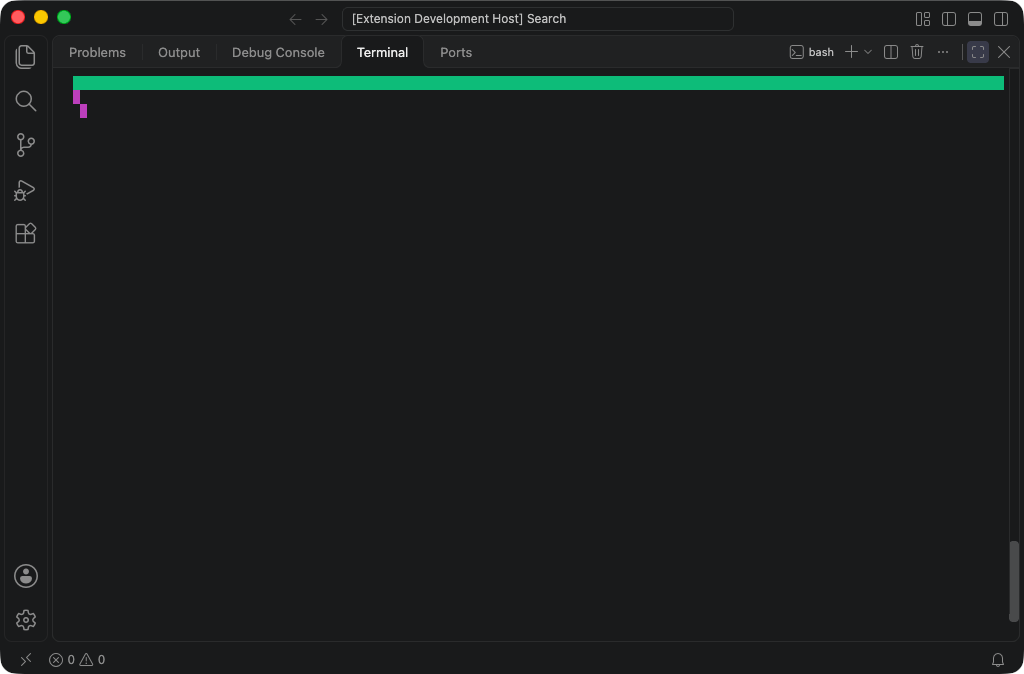 [Extension Development Host] Search
Problems Output Debug Console Terminal Ports bash
0 0